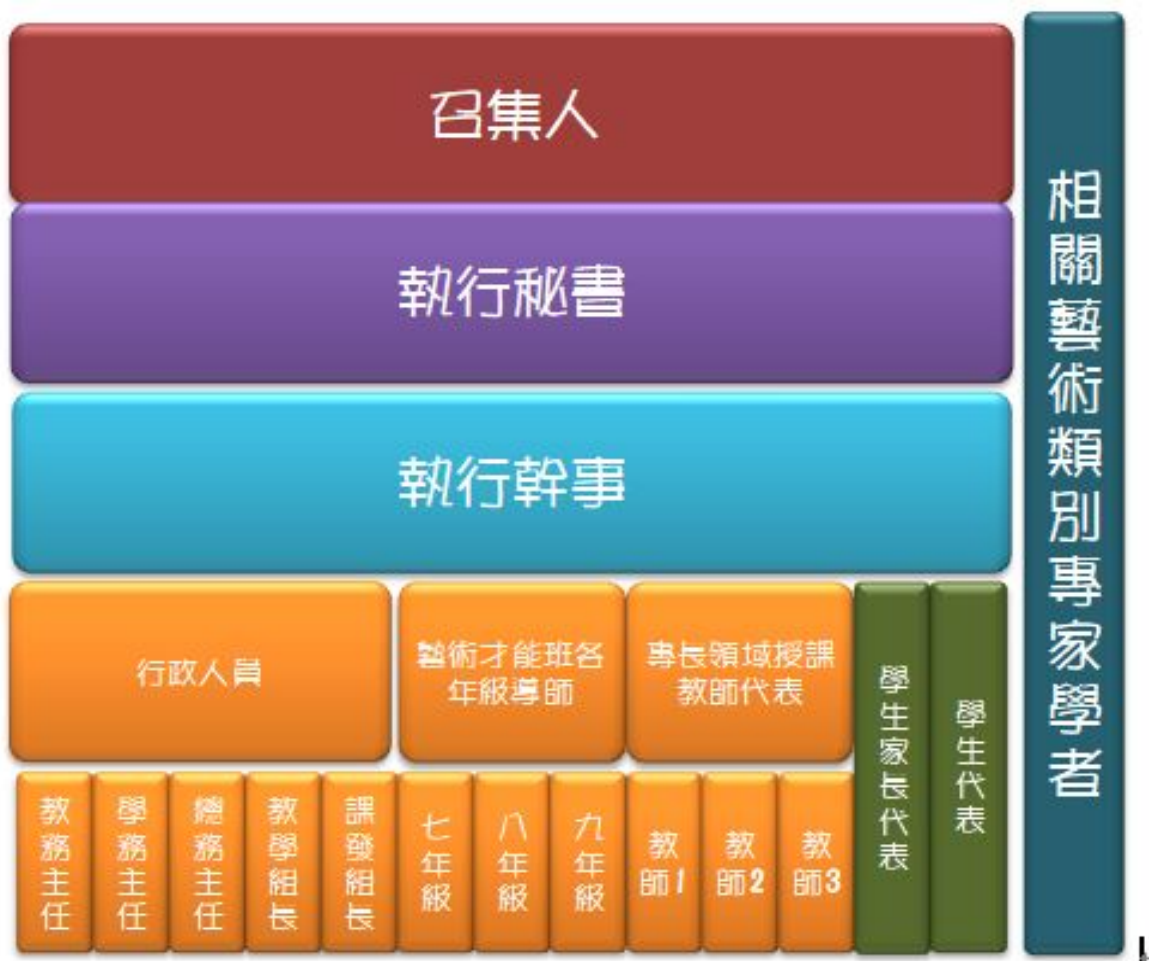 召集人
執行秘書
執行幹事
行政人員
藝術才能班各
年級導師
專長領域授課
教師代表
教務主任
學務主任
總務主任
教學組長
課發組長
七年級
八年級
九年級
教師1
教師2
教師3
學生家長代表
學生代表
相關藝術類別專家學者